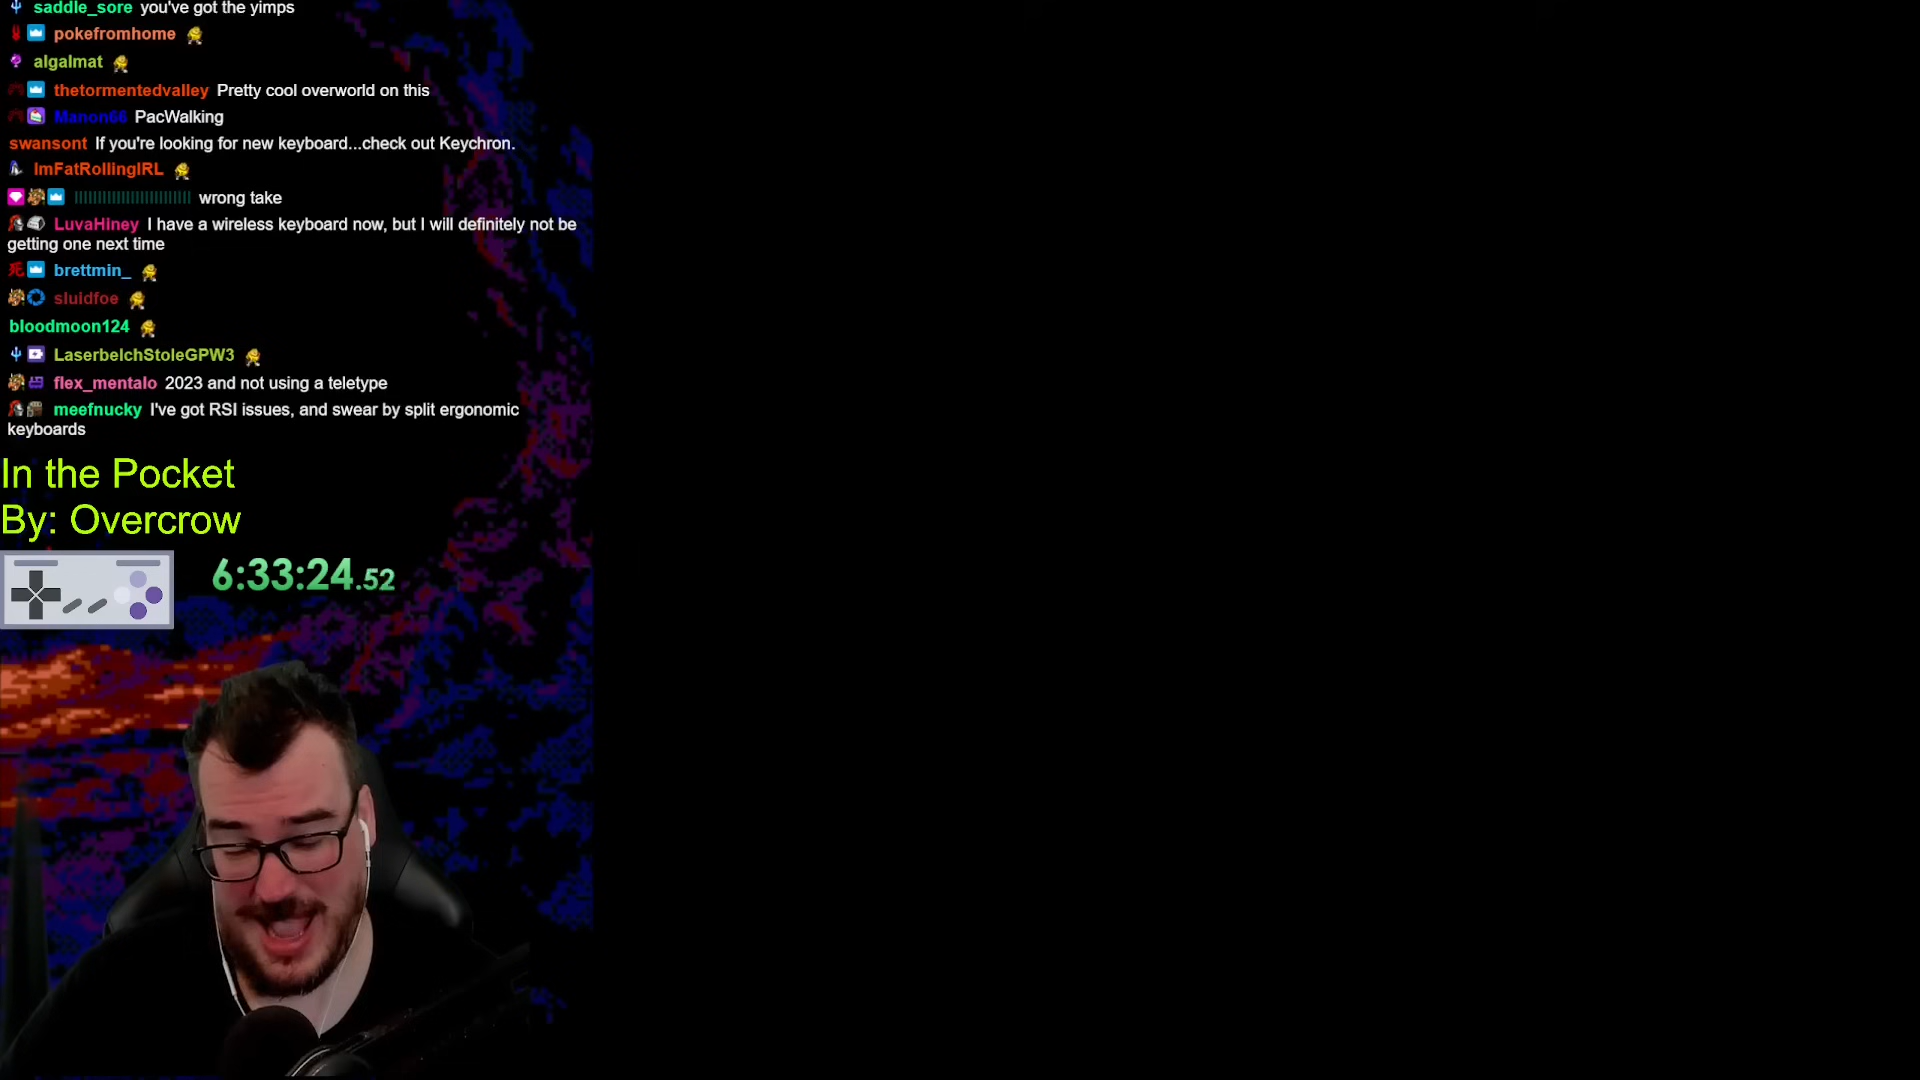 saddle_sore you've got the yimps
pokefromhome
algalmat
thetormentedvalley Pretty cool overworld on this
Manon66 PacWalking
swansont If you're looking for new keyboard...check out Keychron.
ImFatRollingIRL
wrong take
LuvaHiney I have a wireless keyboard now, but I will definitely not be
getting one next time
死 brettmin_
sluidfoe
bloodmoon124
LaserbelchStoleGPW3
flex_mentalo 2023 and not using a teletype
meefnucky I've got RSI issues, and swear by split ergonomic
keyboards
In the Pocket
By: Overcrow
6:33:24.52